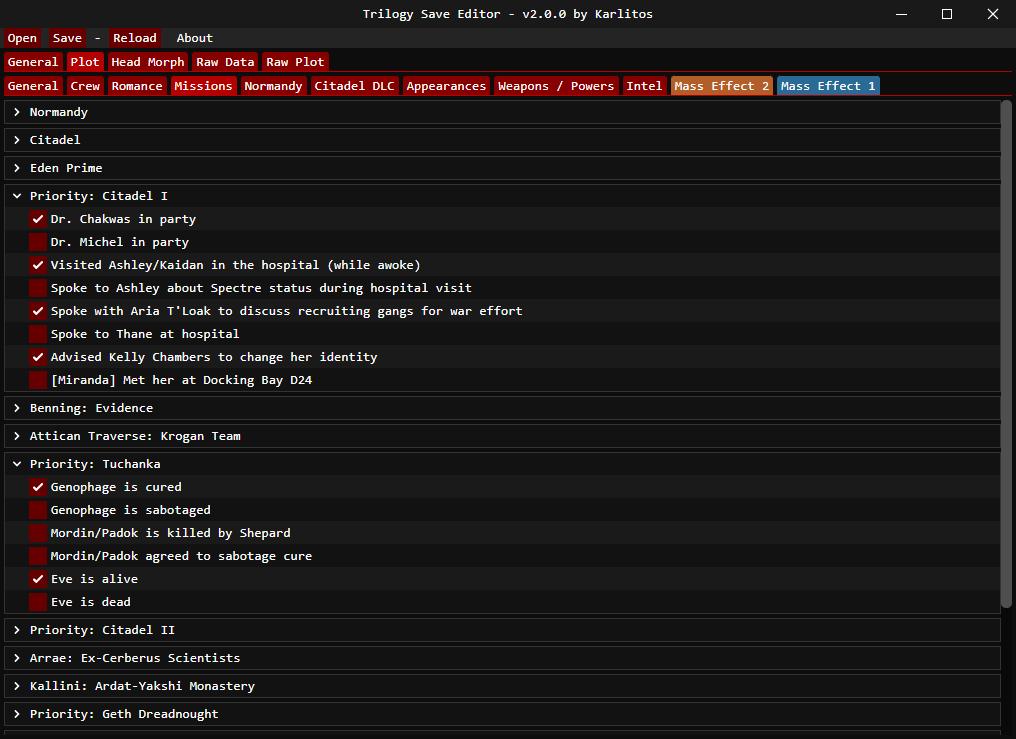 Trilogy Save Editor - v2.0.0 by Karlitos
Open Save - Reload About
General Plot Head Morph Raw Data Raw Plot
General Crew Romance Missions Normandy Citadel DLC Appearances Weapons / Powers Intel Mass Effect 2 Mass Effect 1
Normandy
Citadel
Eden Prime
Priority: Citadel I
Dr. Chakwas in party
Dr. Michel in party
Visited Ashley/Kaidan in the hospital (while awoke)
Spoke to Ashley about Spectre status during hospital visit
Spoke with Aria T'Loak to discuss recruiting gangs for war effort
Spoke to Thane at hospital
Advised Kelly Chambers to change her identity
[Miranda] Met her at Docking Bay D24
Benning: Evidence
Attican Traverse: Krogan Team
Priority: Tuchanka
Genophage is cured
Genophage is sabotaged
Mordin/Padok is killed by Shepard
Mordin/Padok agreed to sabotage cure
Eve is alive
Eve is dead
Priority: Citadel II
Arrae: Ex-Cerberus Scientists
Kallini: Ardat-Yakshi Monastery
Priority: Geth Dreadnought